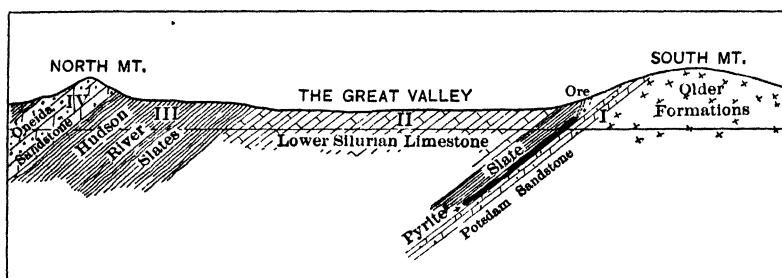 NORTH MT.
SOUTH MT.
THE GREAT VALLEY
Ore
Older
Formations
IV
III
II
I
Oneida
Sandstone
Hudson
River
Slates
Lower Silurian Limestone
Slate
Pyrite
Potsdam Sandstone